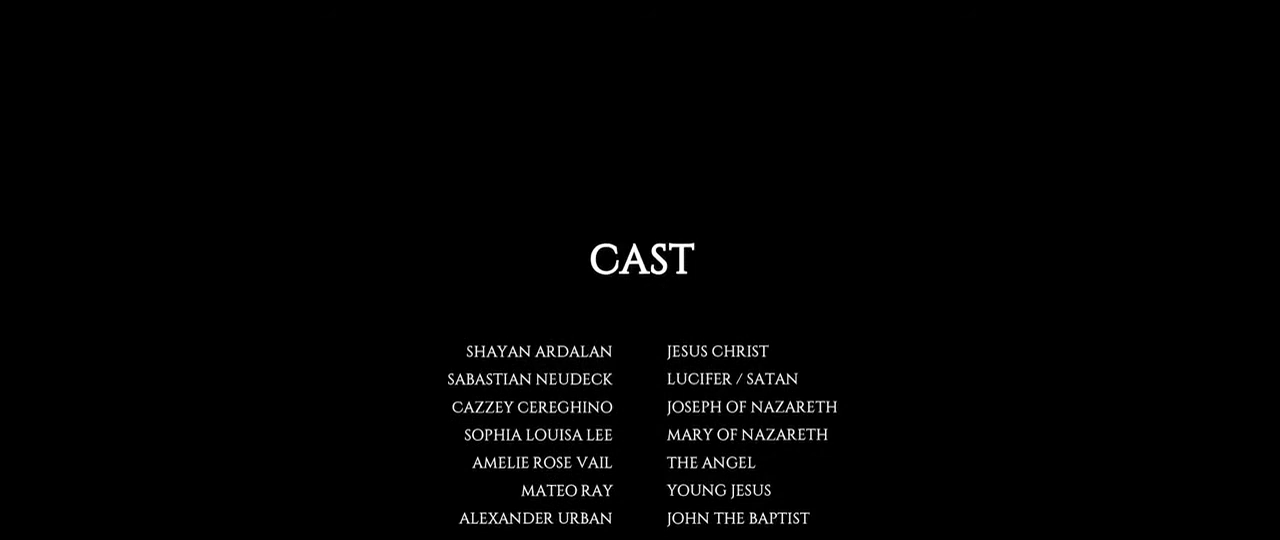 CAST
SHAYAN ARDALAN JESUS CHRIST
SABASTIAN NEUDECK LUCIFER / SATAN
CAZZEY CEREGHINO JOSEPH OF NAZARETH
SOPHIA LOUISA LEE MARY OF NAZARETH
AMELIE ROSE VAIL THE ANGEL
MATEO RAY YOUNG JESUS
ALEXANDER URBAN JOHN THE BAPTIST